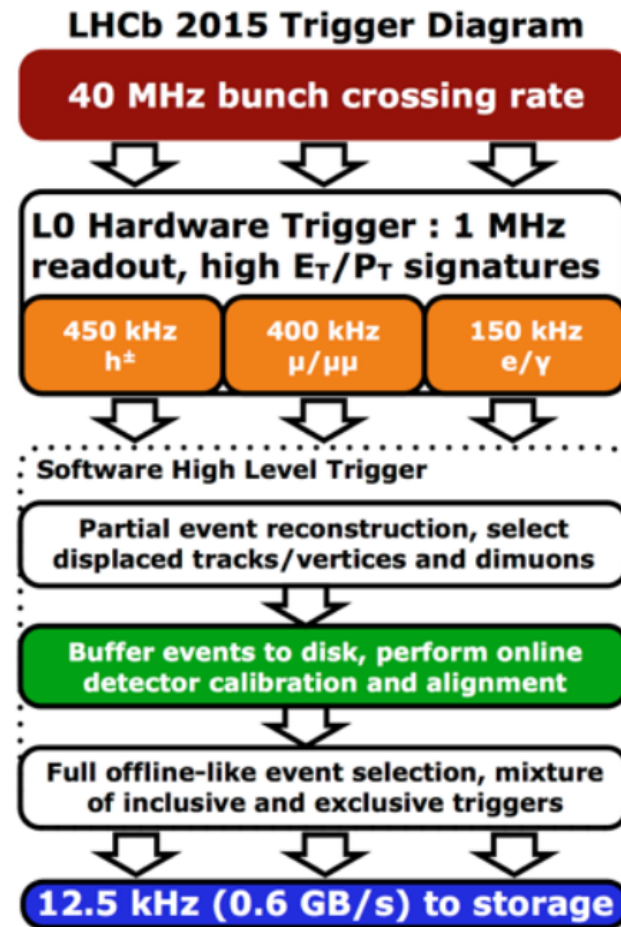 LHCb 2015 Trigger Diagram
40 MHz bunch crossing rate
L0 Hardware Trigger : 1 MHz
readout, high Eᴛ/Pᴛ signatures
450 kHz
h±
400 kHz
μ/μμ
150 kHz
e/γ
Software High Level Trigger
Partial event reconstruction, select
displaced tracks/vertices and dimuons
Buffer events to disk, perform online
detector calibration and alignment
Full offline-like event selection, mixture
of inclusive and exclusive triggers
12.5 kHz (0.6 GB/s) to storage